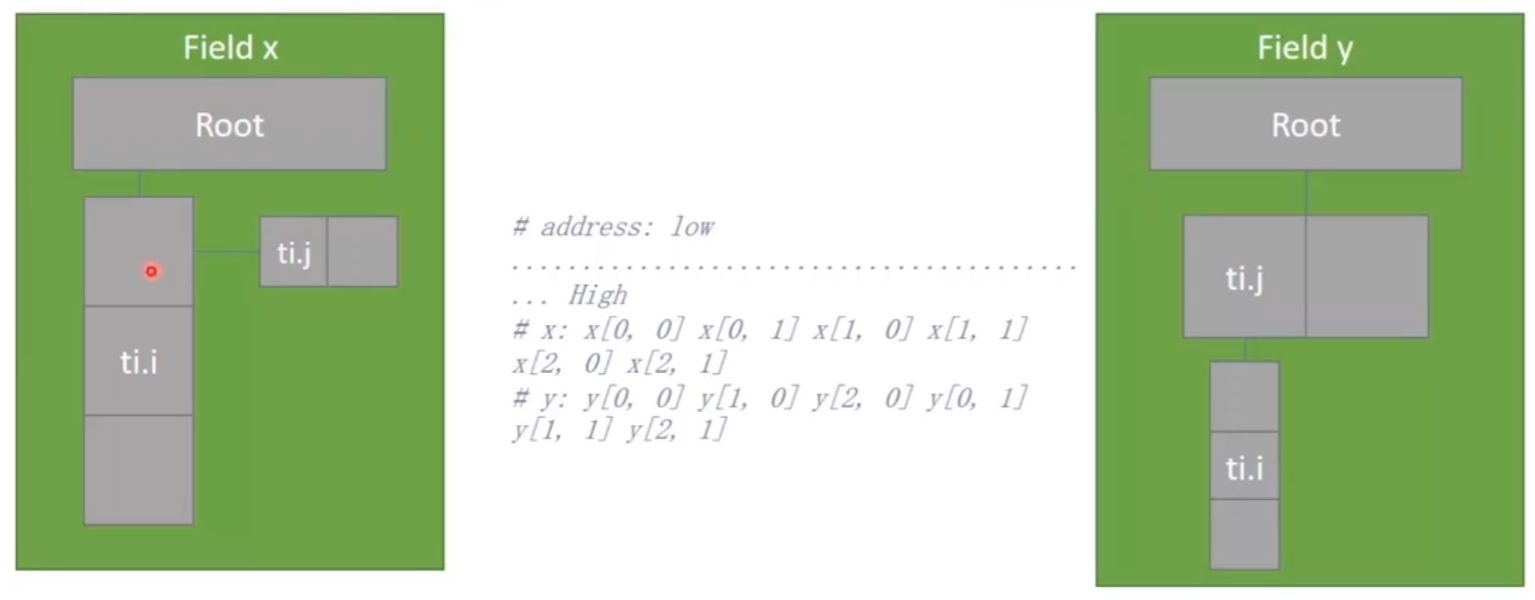 Field x
Root
ti.j
ti.i
# address: low
........................................
... High
# x: x[0, 0] x[0, 1] x[1, 0] x[1, 1]
x[2, 0] x[2, 1]
# y: y[0, 0] y[1, 0] y[2, 0] y[0, 1]
y[1, 1] y[2, 1]
Field y
Root
ti.j
ti.i